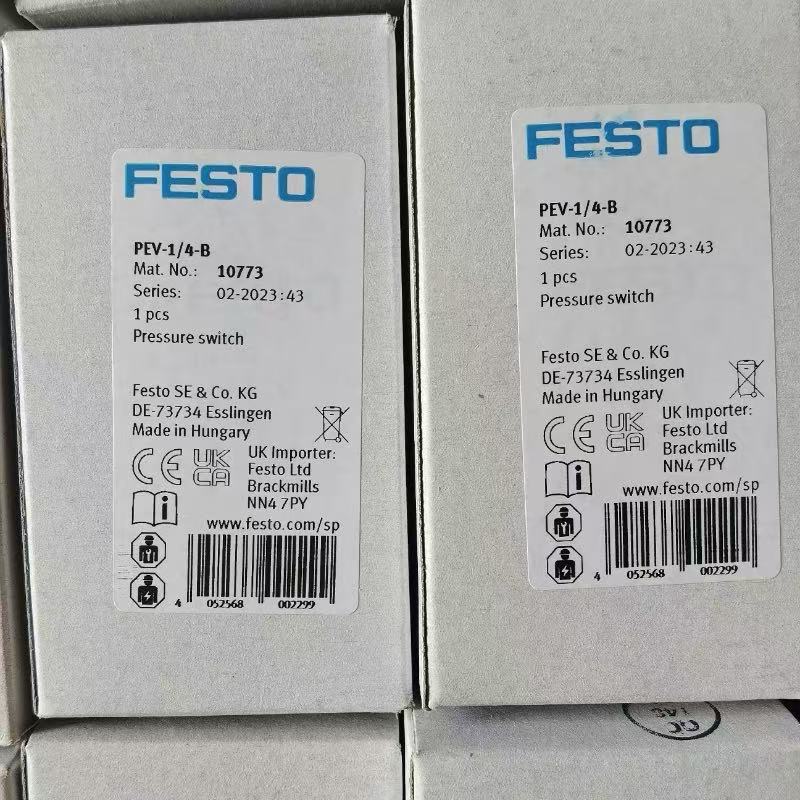 FESTO
PEV-1/4-B
Mat. No.: 10773
Series: 02-2023:43
1 pcs
Pressure switch
Festo SE & Co. KG
DE-73734 Esslingen
Made in Hungary
CE UKCA
UK Importer:
Festo Ltd
Brackmills
NN4 7PY
www.festo.com/sp
4 052568 002299
FESTO
PEV-1/4-B
Mat. No.: 10773
Series: 02-2023:43
1 pcs
Pressure switch
Festo SE & Co. KG
DE-73734 Esslingen
Made in Hungary
CE UKCA
UK Importer:
Festo Ltd
Brackmills
NN4 7PY
www.festo.com/sp
4 052568 002299